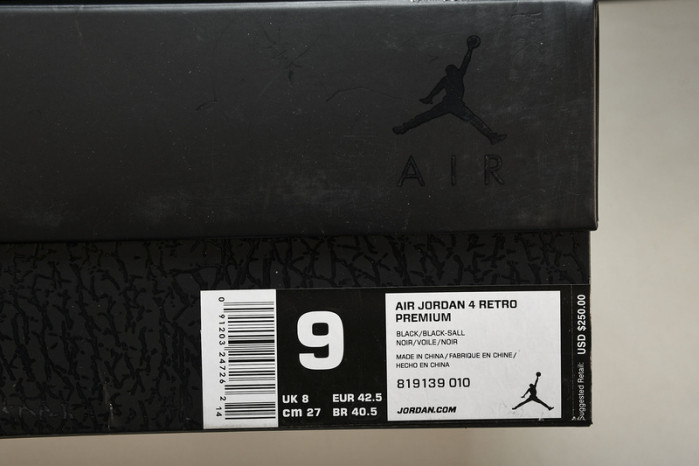 AIR
0 91203 24726 2 14
9
UK 8 EUR 42.5
cm 27 BR 40.5
AIR JORDAN 4 RETRO
PREMIUM
BLACK/BLACK-SALL
NOIR/VOILE/NOIR
MADE IN CHINA/FABRIQUE EN CHINE/
HECHO EN CHINA
819139 010
JORDAN.COM
Suggested Retail: USD $250.00